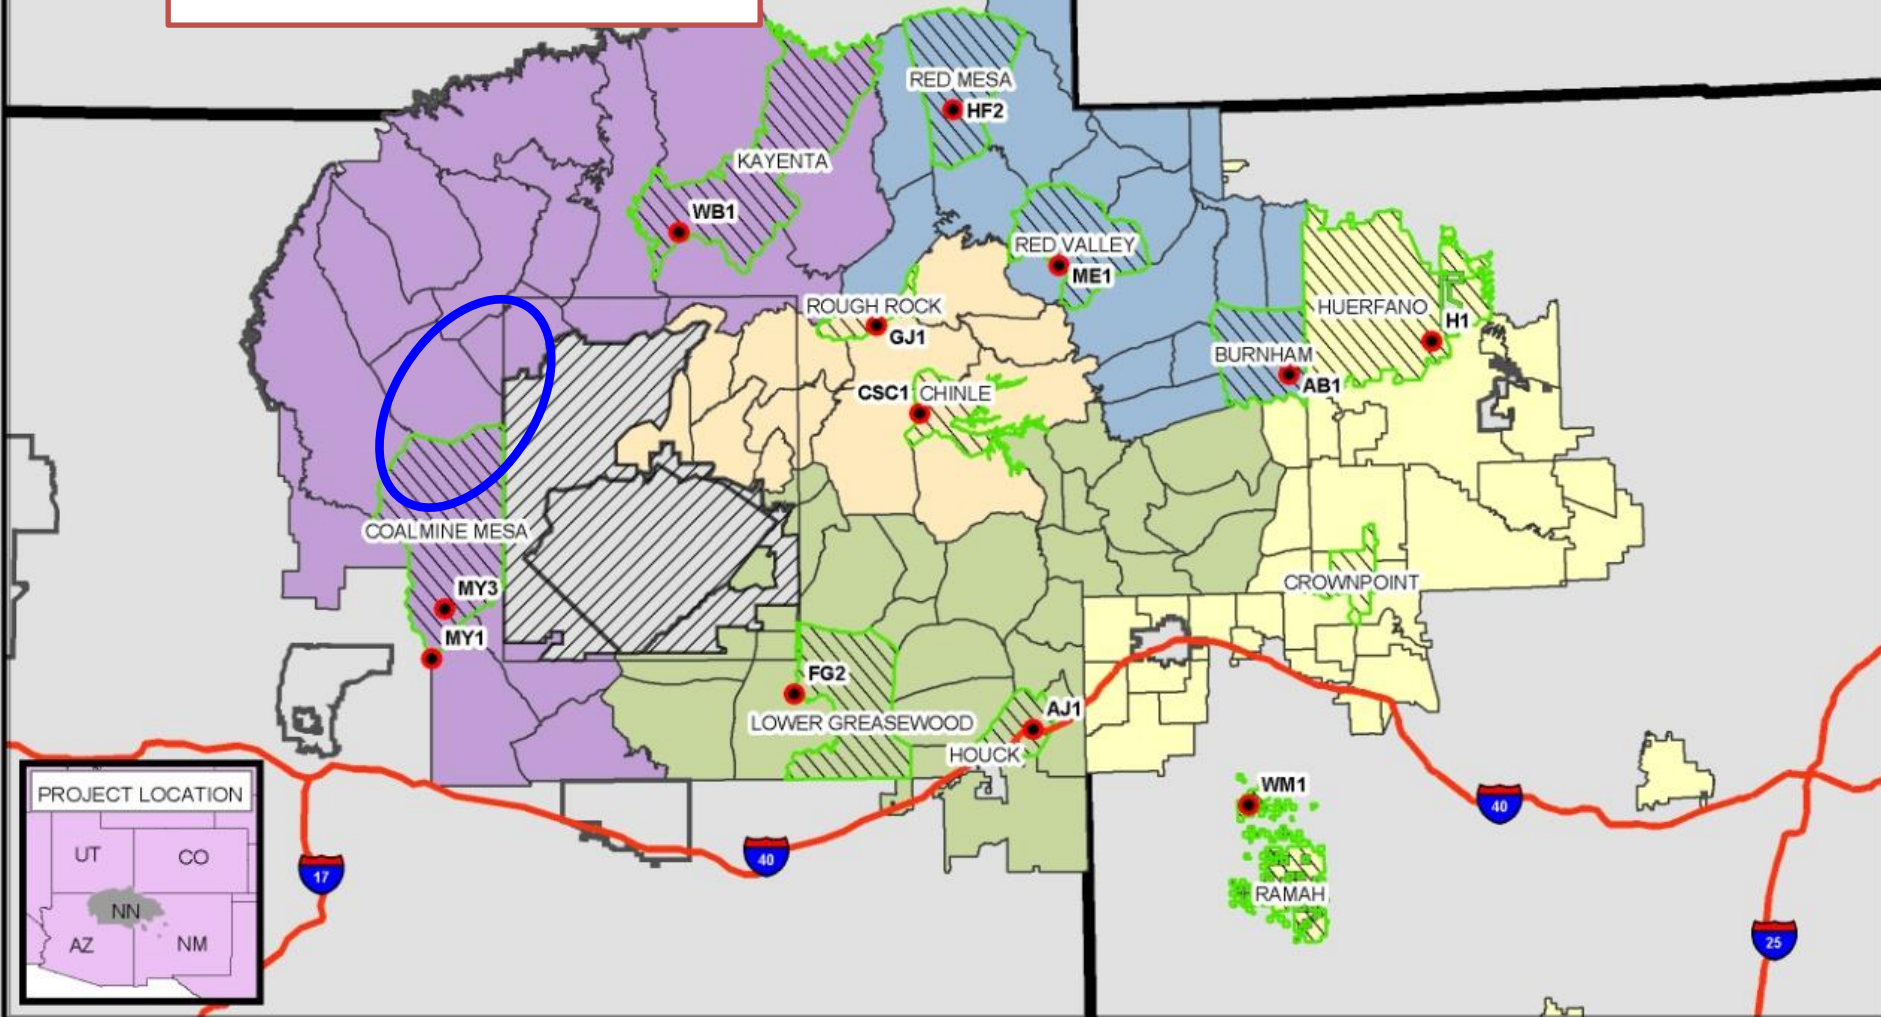 RED MESA
HF2
KAYENTA
WB1
RED VALLEY
ME1
ROUGH ROCK
GJ1
HUERFANO
H1
BURNHAM
AB1
CSC1
CHINLE
COALMINE MESA
MY3
MY1
CROWNPOINT
FG2
LOWER GREASEWOOD
AJ1
HOUCK
WM1
RAMAH
40
40
17
25
PROJECT LOCATION
UT
CO
NN
AZ
NM